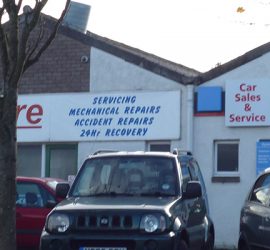 SERVICING
MECHANICAL REPAIRS
ACCIDENT REPAIRS
24Hr RECOVERY
re
Car
Sales
&
Service